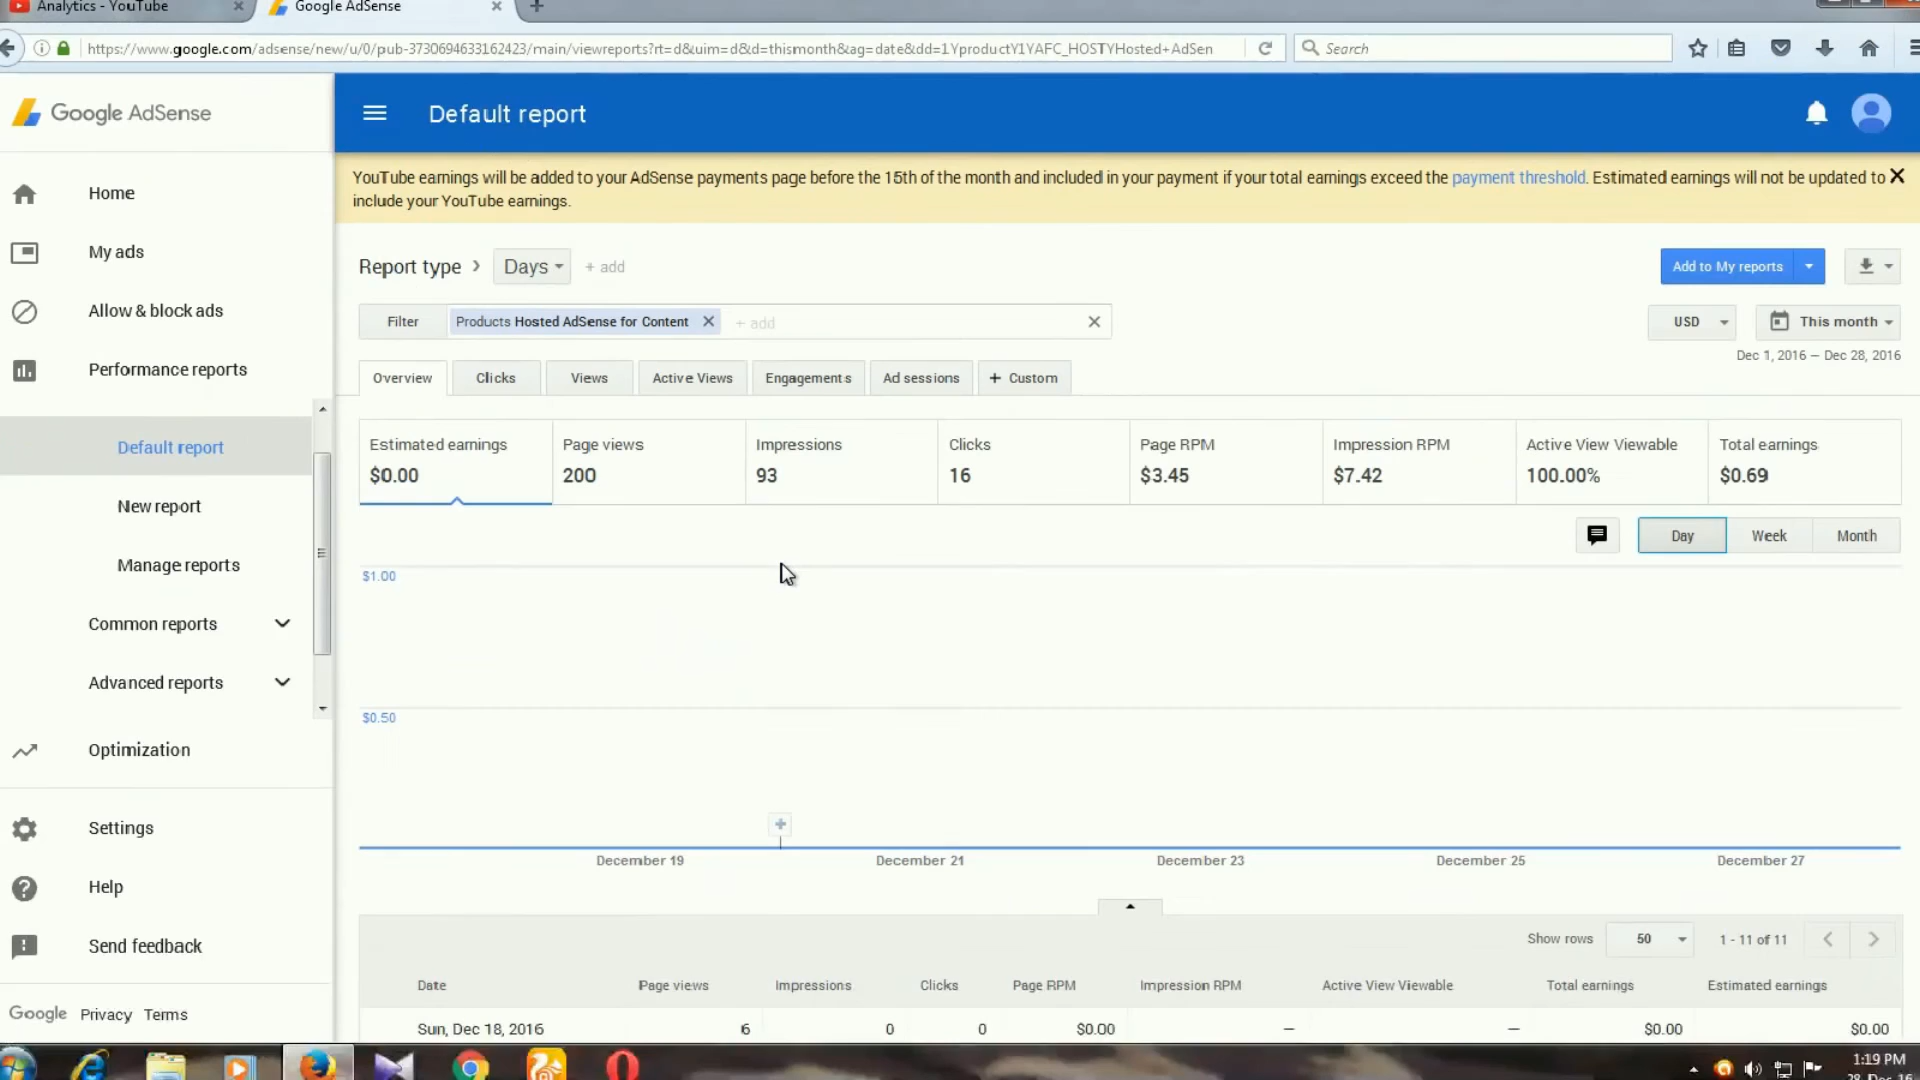 Analytics - YouTube
Google AdSense
https://www.google.com/adsense/new/u/0/pub-3730694633162423/main/viewreports?rt=d&uim=d&d=thismonth&ag=date&dd=1YproductY1YAFC_HOSTYHosted+AdSen
Search
Google AdSense
Default report
Home
My ads
Allow & block ads
Performance reports
Default report
New report
Manage reports
Common reports
Advanced reports
Optimization
Settings
Help
Send feedback
Google Privacy Terms
YouTube earnings will be added to your AdSense payments page before the 15th of the month and included in your payment if your total earnings exceed the payment threshold. Estimated earnings will not be updated to
include your YouTube earnings.
Report type Days + add
Add to My reports
Filter Products Hosted AdSense for Content + add
USD This month
Dec 1, 2016 – Dec 28, 2016
Overview Clicks Views Active Views Engagements Ad sessions + Custom
Estimated earnings Page views Impressions Clicks Page RPM Impression RPM Active View Viewable Total earnings
$0.00 200 93 16 $3.45 $7.42 100.00% $0.69
Day Week Month
$1.00
$0.50
December 19 December 21 December 23 December 25 December 27
Show rows 50 1 - 11 of 11
Date Page views Impressions Clicks Page RPM Impression RPM Active View Viewable Total earnings Estimated earnings
Sun, Dec 18, 2016 6 0 0 $0.00 – – $0.00 $0.00
1:19 PM
28-Dec-16